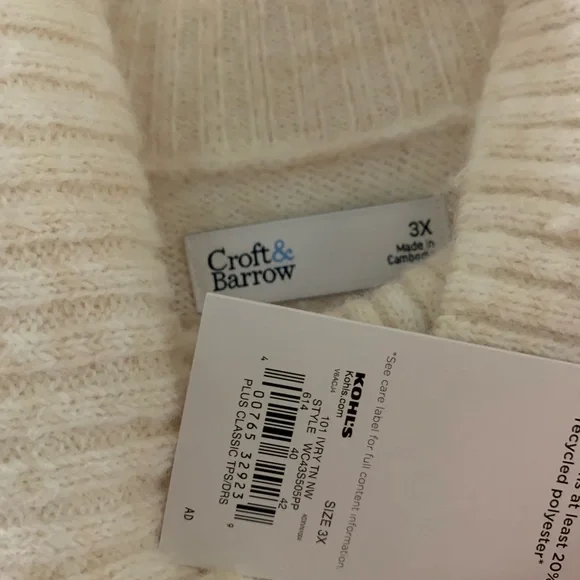 Croft&
Barrow
3X
Made in
*See care label for full content information.
KOHL'S
Kohls.com
SIZE 3X
101 IVRY TN NW
STYLE WC43S505PP
614 40 42
4 00765 32923 9
PLUS CLASSIC TPS/DRS
AD
is at least 20%
recycled polyester*